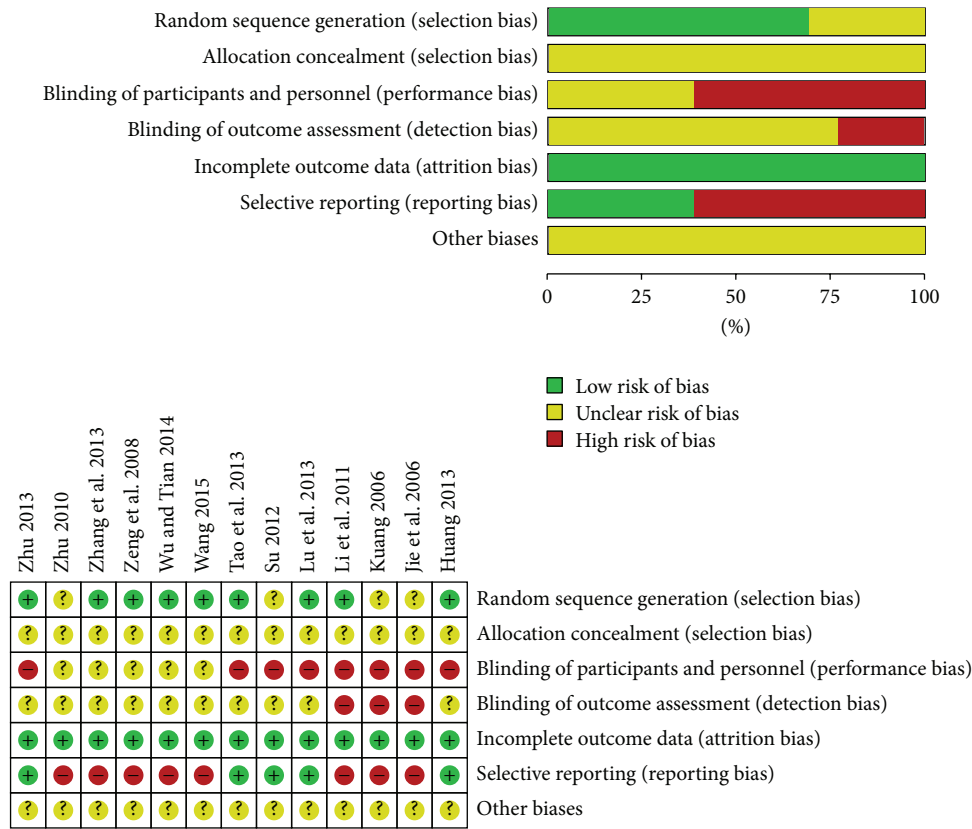 Random sequence generation (selection bias)
Allocation concealment (selection bias)
Blinding of participants and personnel (performance bias)
Blinding of outcome assessment (detection bias)
Incomplete outcome data (attrition bias)
Selective reporting (reporting bias)
Other biases
0 25 50 75 100
(%)
Low risk of bias
Unclear risk of bias
High risk of bias
Zhu 2013
Zhu 2010
Zhang et al. 2013
Zeng et al. 2008
Wu and Tian 2014
Wang 2015
Tao et al. 2013
Su 2012
Lu et al. 2013
Li et al. 2011
Kuang 2006
Jie et al. 2006
Huang 2013
+ ? + + + + + ? + + ? ? + Random sequence generation (selection bias)
? ? ? ? ? ? ? ? ? ? ? ? ? Allocation concealment (selection bias)
− ? ? ? ? ? − − − − − − − Blinding of participants and personnel (performance bias)
? ? ? ? ? ? ? ? ? − − − ? Blinding of outcome assessment (detection bias)
+ + + + + + + + + + + + + Incomplete outcome data (attrition bias)
+ − − − − − + + + − − − + Selective reporting (reporting bias)
? ? ? ? ? ? ? ? ? ? ? ? ? Other biases